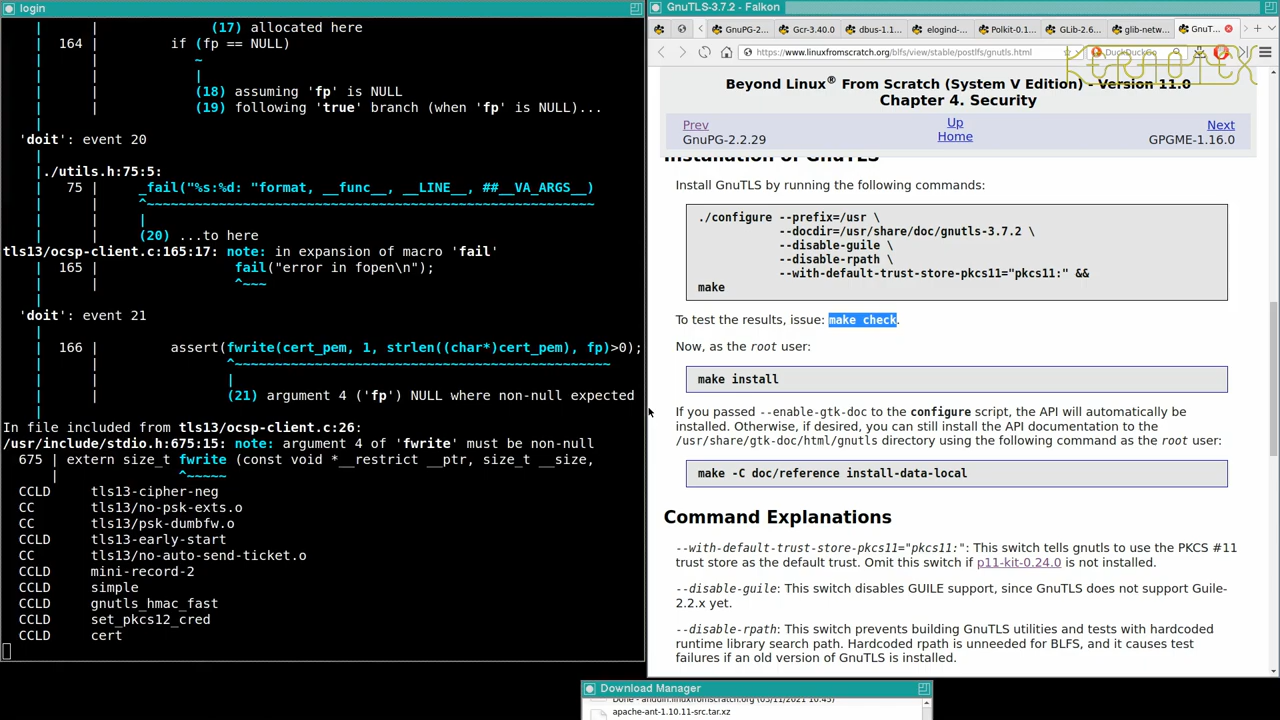 login
(17) allocated here
164 | if (fp == NULL)
| ~
| |
| (18) assuming 'fp' is NULL
| (19) following 'true' branch (when 'fp' is NULL)...
|
'doit': event 20
|
|./utils.h:75:5:
| 75 | _fail("%s:%d: "format, __func__, __LINE__, ##__VA_ARGS__)
| | ^~~~~~~~~~~~~~~~~~~~~~~~~~~~~~~~~~~~~~~~~~~~~~~~~~~~~~~~~
| | |
| | (20) ...to here
tls13/ocsp-client.c:165:17: note: in expansion of macro 'fail'
| 165 | fail("error in fopen\n");
| | ^~~~
|
'doit': event 21
|
| 166 | assert(fwrite(cert_pem, 1, strlen((char*)cert_pem), fp)>0);
| | ^~~~~~~~~~~~~~~~~~~~~~~~~~~~~~~~~~~~~~~~~~~~~~~~
| | |
| | (21) argument 4 ('fp') NULL where non-null expected
|
In file included from tls13/ocsp-client.c:26:
/usr/include/stdio.h:675:15: note: argument 4 of 'fwrite' must be non-null
675 | extern size_t fwrite (const void *__restrict __ptr, size_t __size,
| ^~~~~~
CCLD tls13-cipher-neg
CC tls13/no-psk-exts.o
CC tls13/psk-dumbfw.o
CCLD tls13-early-start
CC tls13/no-auto-send-ticket.o
CCLD mini-record-2
CCLD simple
CCLD gnutls_hmac_fast
CCLD set_pkcs12_cred
CCLD cert
GnuTLS-3.7.2 - Falkon
GnuPG-2... Gcr-3.40.0 dbus-1.1... elogind-... Polkit-0.1... GLib-2.6... glib-netw... GnuT...
https://www.linuxfromscratch.org/blfs/view/stable/postlfs/gnutls.html
DuckDuckGo
KERAOTEX
Beyond Linux® From Scratch (System V Edition) - Version 11.0
Chapter 4. Security
Prev Up Next
GnuPG-2.2.29 Home GPGME-1.16.0
Installation of GnuTLS
Install GnuTLS by running the following commands:
./configure --prefix=/usr \
--docdir=/usr/share/doc/gnutls-3.7.2 \
--disable-guile \
--disable-rpath \
--with-default-trust-store-pkcs11="pkcs11:" &&
make
To test the results, issue: make check.
Now, as the root user:
make install
If you passed --enable-gtk-doc to the configure script, the API will automatically be
installed. Otherwise, if desired, you can still install the API documentation to the
/usr/share/gtk-doc/html/gnutls directory using the following command as the root user:
make -C doc/reference install-data-local
Command Explanations
--with-default-trust-store-pkcs11="pkcs11:": This switch tells gnutls to use the PKCS #11
trust store as the default trust. Omit this switch if p11-kit-0.24.0 is not installed.
--disable-guile: This switch disables GUILE support, since GnuTLS does not support Guile-
2.2.x yet.
--disable-rpath: This switch prevents building GnuTLS utilities and tests with hardcoded
runtime library search path. Hardcoded rpath is unneeded for BLFS, and it causes test
failures if an old version of GnuTLS is installed.
Download Manager
Done - anduin.linuxfromscratch.org (05/11/2021 10:45)
apache-ant-1.10.11-src.tar.xz